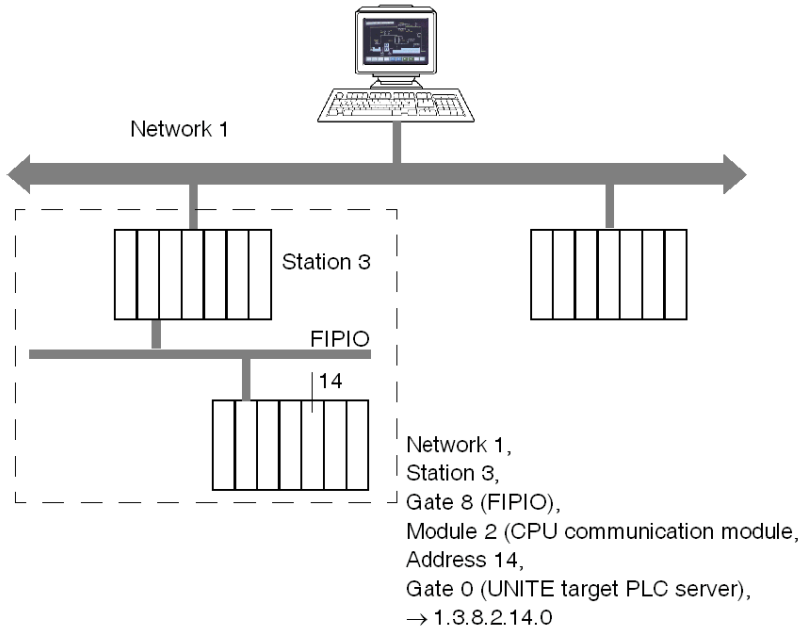 Network 1
Station 3
FIPIO
14
Network 1,
Station 3,
Gate 8 (FIPIO),
Module 2 (CPU communication module,
Address 14,
Gate 0 (UNITE target PLC server),
→ 1.3.8.2.14.0